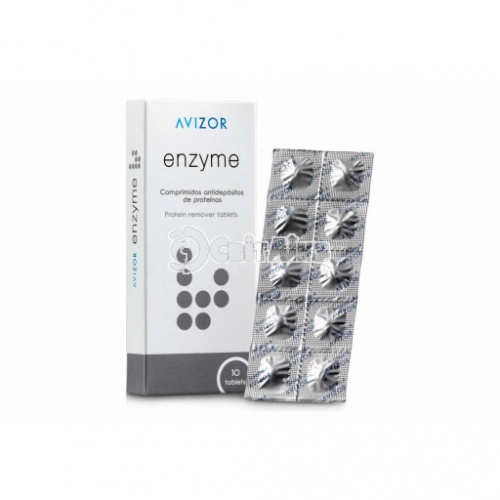 AVIZOR
enzyme
Comprimidos antidepósitos
de proteínas
Protein remover tablets
10
tablets
AVIZOR enzyme